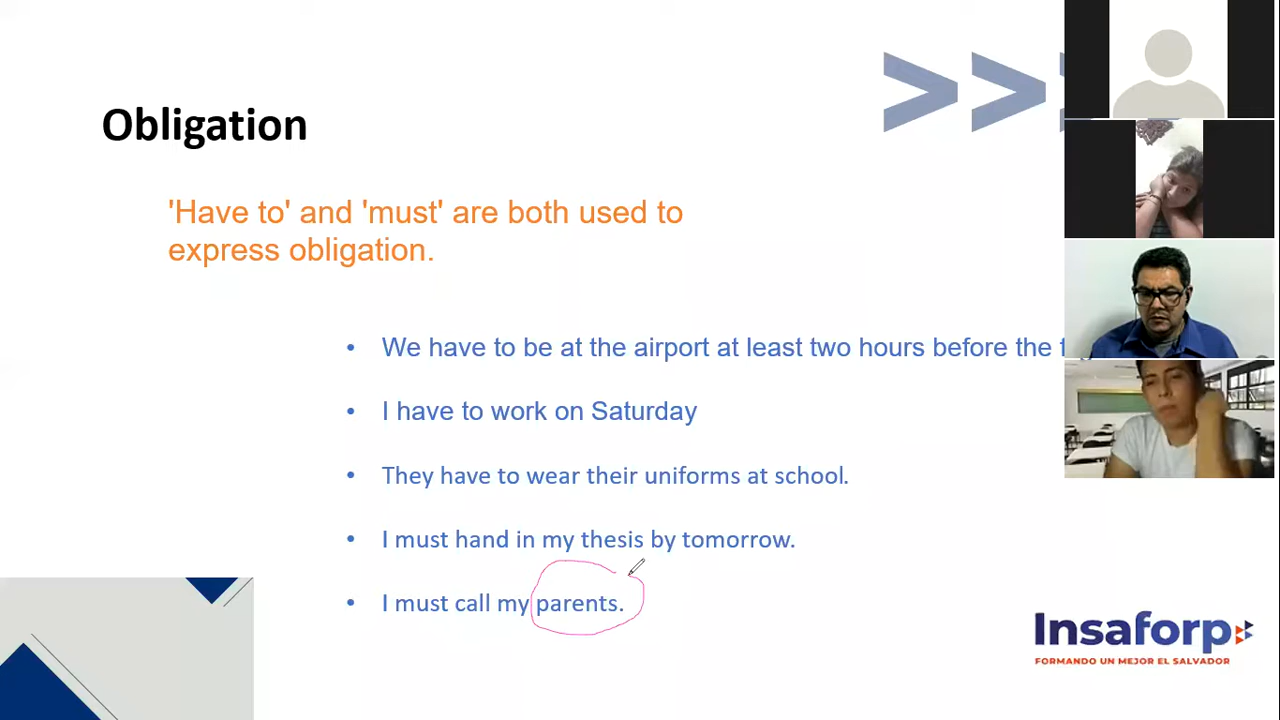 Obligation
'Have to' and 'must' are both used to
express obligation.
• We have to be at the airport at least two hours before the
• I have to work on Saturday
• They have to wear their uniforms at school.
• I must hand in my thesis by tomorrow.
• I must call my parents.
Insaforp
FORMANDO UN MEJOR EL SALVADOR